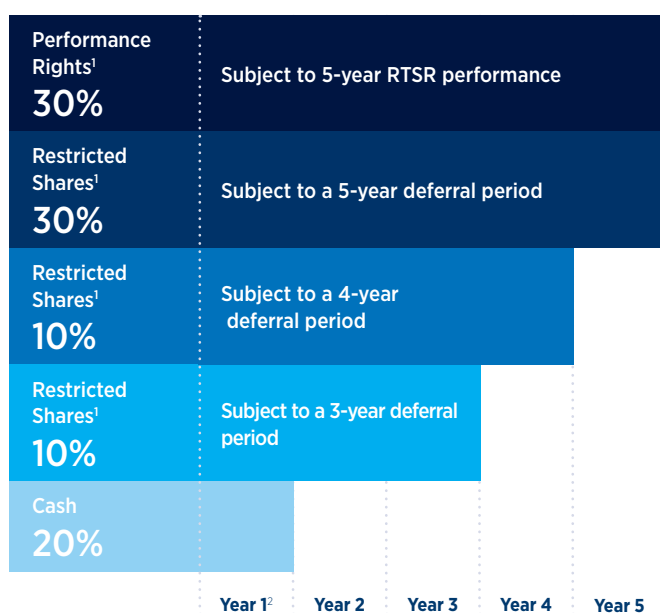 Performance
Rights¹
30%
Subject to 5-year RTSR performance
Restricted
Shares¹
30%
Subject to a 5-year deferral period
Restricted
Shares¹
10%
Subject to a 4-year
deferral period
Restricted
Shares¹
10%
Subject to a 3-year deferral
period
Cash
20%
Year 1² Year 2 Year 3 Year 4 Year 5